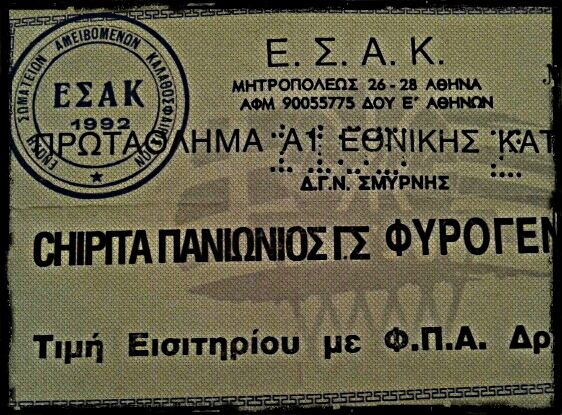 ΕΝΩΣΗ ΣΩΜΑΤΕΙΩΝ ΑΜΕΙΒΟΜΕΝΩΝ ΚΑΛΑΘΟΣΦΑΙΡΙΣΤΩΝ
ΕΣΑΚ
1992
Ε. Σ. Α. Κ.
ΜΗΤΡΟΠΟΛΕΩΣ 26 - 28 ΑΘΗΝΑ
ΑΦΜ 90055775 ΔΟΥ Ε' ΑΘΗΝΩΝ
ΠΡΩΤΑΘΛΗΜΑ Α1 ΕΘΝΙΚΗΣ ΚΑΤ
Δ.Γ.Ν. ΣΜΥΡΝΗΣ
CHIPITA ΠΑΝΙΩΝΙΟΣ Γ.Σ ΦΥΡΟΓΕΝ
Τιμή Εισιτηρίου με Φ.Π.Α. Δρ